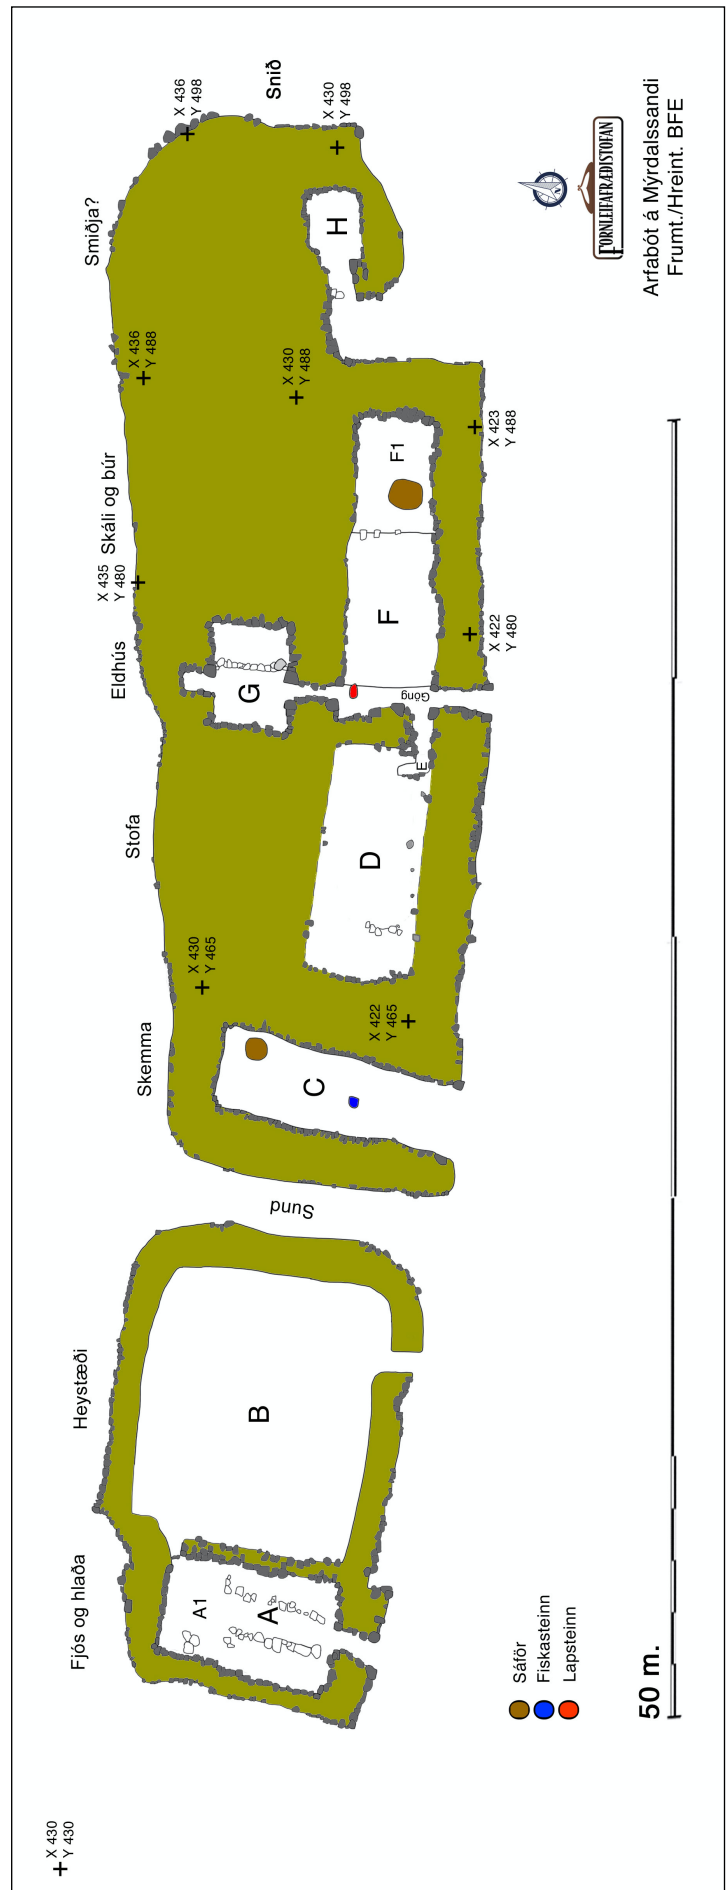 X 430
Y 430
Fjós og hlaða
Heystæði
Sund
Skemma
Stofa
Eldhús
Skáli og búr
Smiðja?
Snið
X 430
Y 465
X 422
Y 465
X 435
Y 480
X 422
Y 480
X 436
Y 488
X 430
Y 488
X 423
Y 488
X 436
Y 498
X 430
Y 498
A1
A
B
C
D
E
Göng
G
F
F1
H
Sáför
Fiskasteinn
Lapsteinn
50 m.
N
FORNLEIFAFRÆÐISTOFAN
Arfabót á Mýrdalssandi
Frumt./Hreint. BFE